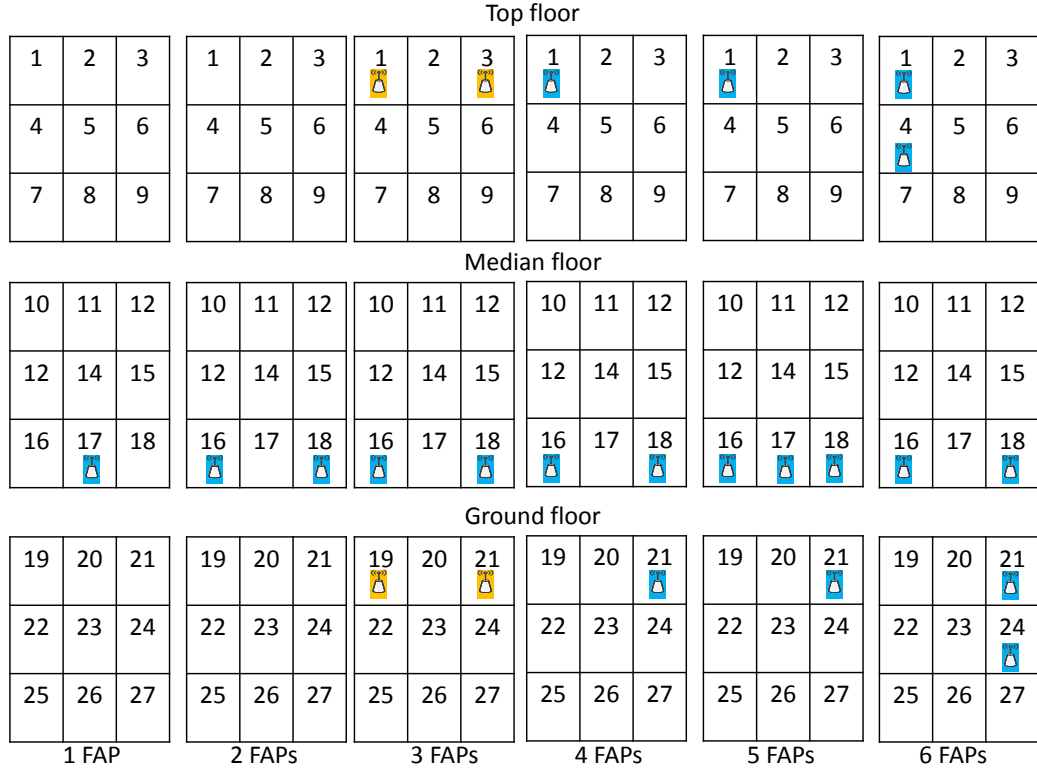 Top floor
1 2 3 1 2 3 1 2 3 1 2 3 1 2 3 1 2 3
4 5 6 4 5 6 4 5 6 4 5 6 4 5 6 4 5 6
7 8 9 7 8 9 7 8 9 7 8 9 7 8 9 7 8 9
Median floor
10 11 12 10 11 12 10 11 12 10 11 12 10 11 12 10 11 12
12 14 15 12 14 15 12 14 15 12 14 15 12 14 15 12 14 15
16 17 18 16 17 18 16 17 18 16 17 18 16 17 18 16 17 18
Ground floor
19 20 21 19 20 21 19 20 21 19 20 21 19 20 21 19 20 21
22 23 24 22 23 24 22 23 24 22 23 24 22 23 24 22 23 24
25 26 27 25 26 27 25 26 27 25 26 27 25 26 27 25 26 27
1 FAP 2 FAPs 3 FAPs 4 FAPs 5 FAPs 6 FAPs